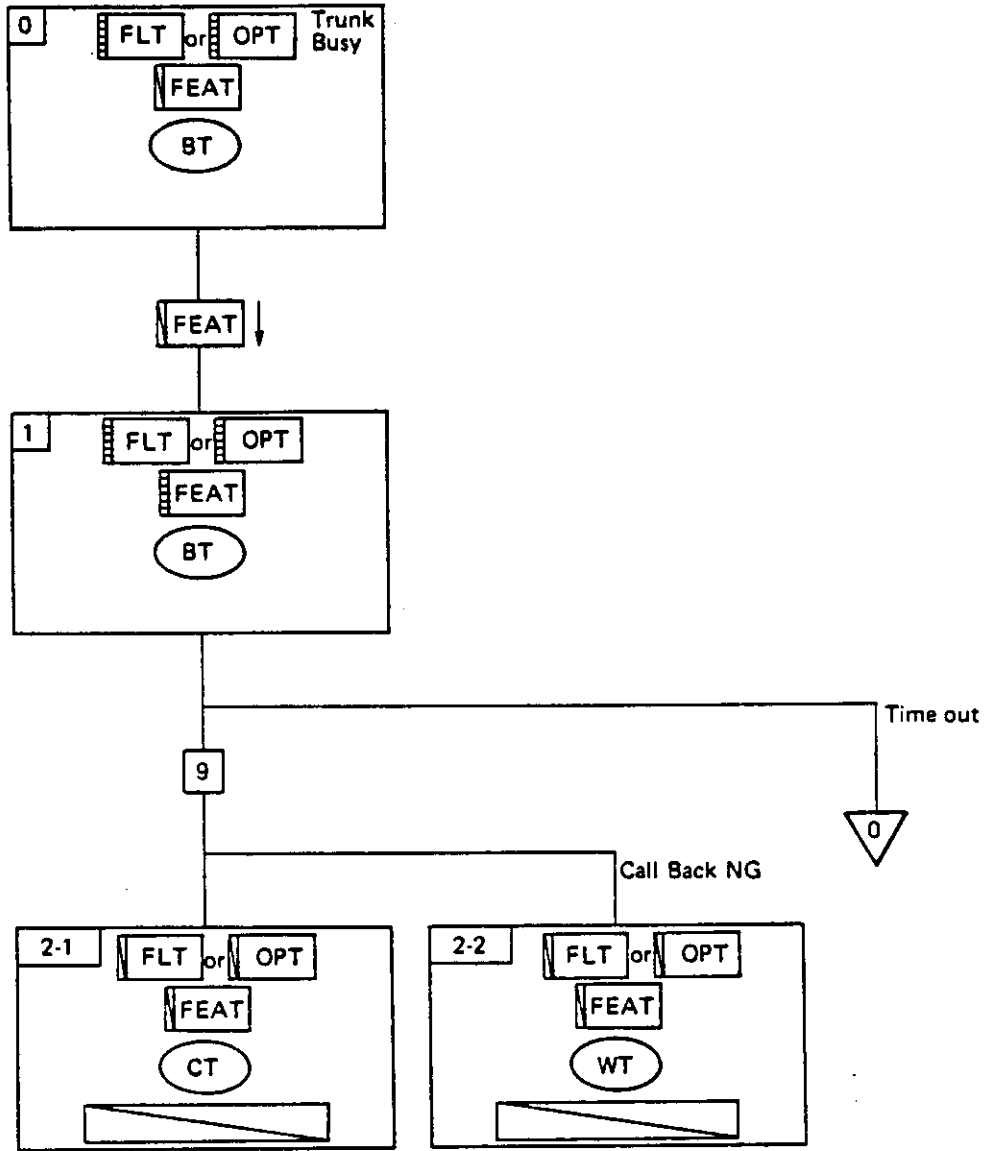 0 FLT or OPT Trunk
Busy
FEAT
BT
FEAT
1 FLT or OPT
FEAT
BT
Time out
9
0
Call Back NG
2-1 FLT or OPT
FEAT
CT
2-2 FLT or OPT
FEAT
WT